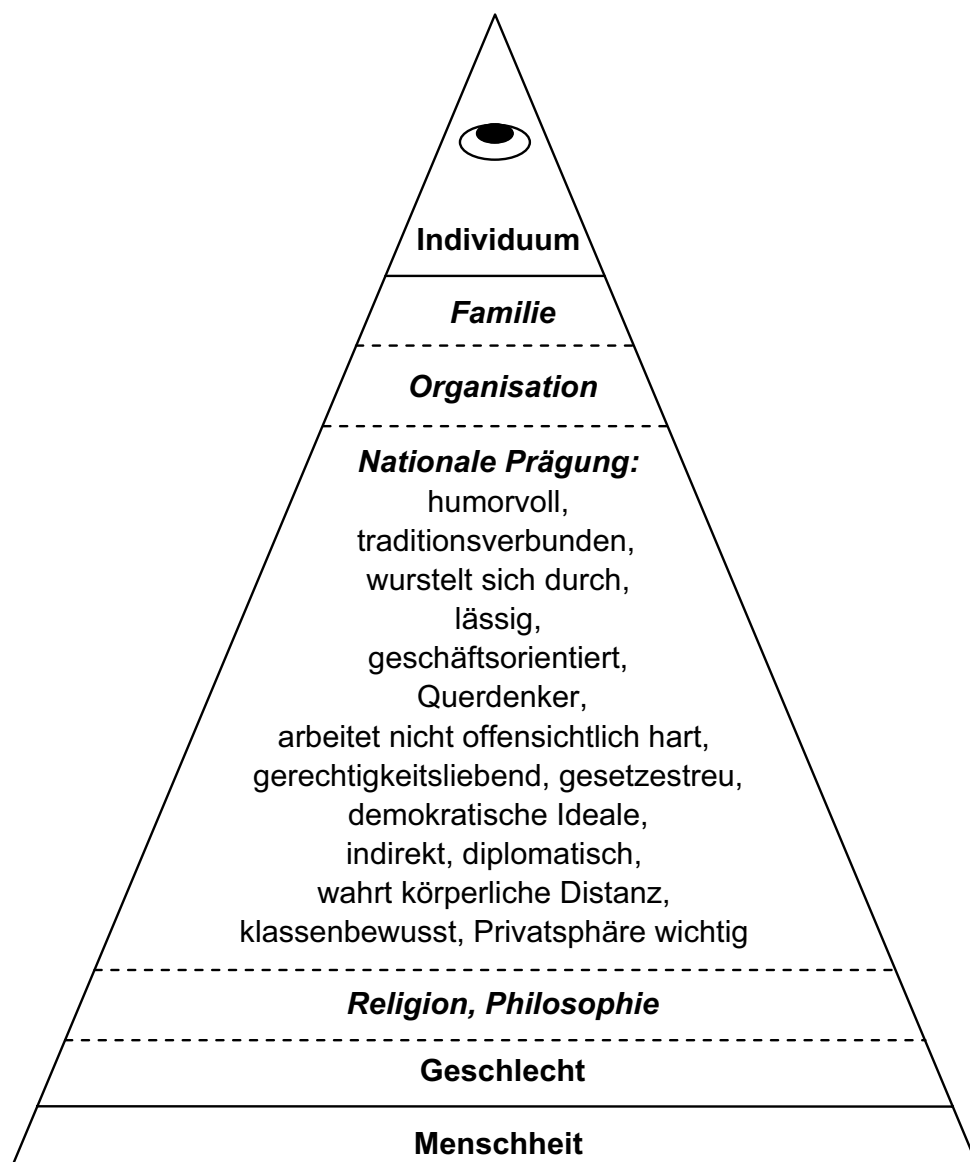 Individuum
Familie
Organisation
Nationale Prägung:
humorvoll,
traditionsverbunden,
wurstelt sich durch,
lässig,
geschäftsorientiert,
Querdenker,
arbeitet nicht offensichtlich hart,
gerechtigkeitsliebend, gesetzestreu,
demokratische Ideale,
indirekt, diplomatisch,
wahrt körperliche Distanz,
klassenbewusst, Privatsphäre wichtig
Religion, Philosophie
Geschlecht
Menschheit